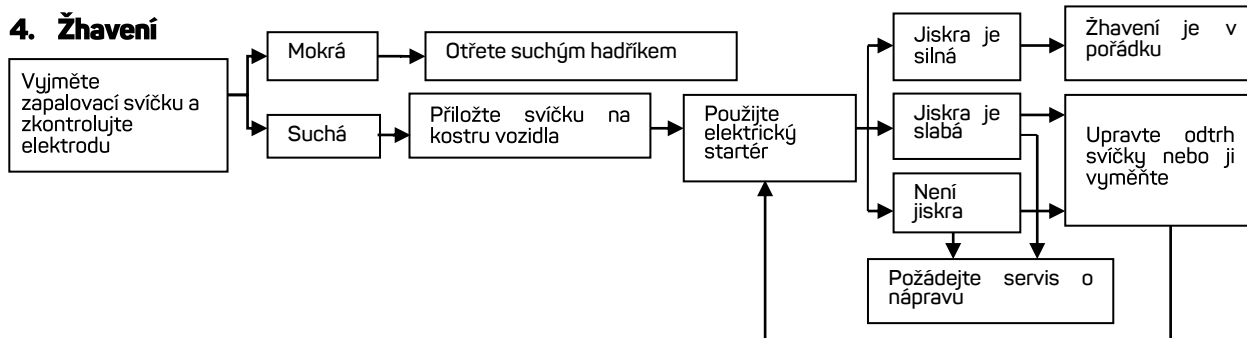 4. Žhavení
Vyjměte
zapalovací svíčku a
zkontrolujte
elektrodu
Mokrá
Otřete suchým hadříkem
Suchá
Přiložte svíčku na
kostru vozidla
Použijte
elektrický
startér
Jiskra je
silná
Žhavení je v
pořádku
Jiskra je
slabá
Upravte odtrh
svíčky nebo ji
vyměňte
Není
jiskra
Požádejte servis o
nápravu